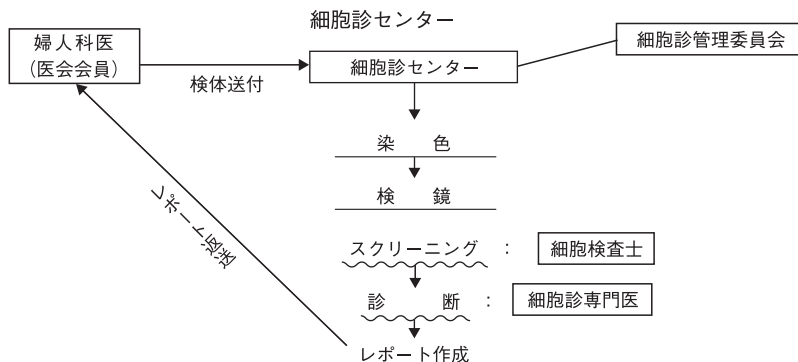 細胞診センター
婦人科医
（医会会員）
検体送付
細胞診センター
細胞診管理委員会
染　色
検　鏡
スクリーニング　：　細胞検査士
診　断　：　細胞診専門医
レポート作成
レポート返送